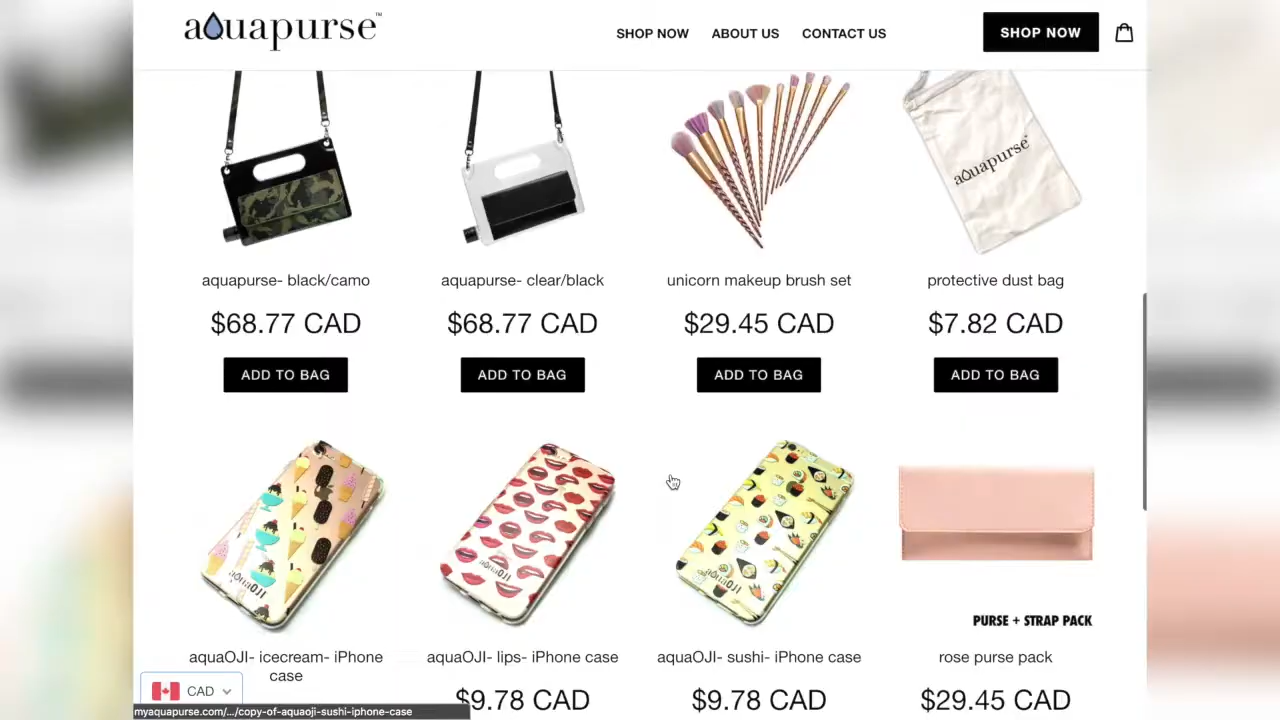 aquapurse™
SHOP NOW
ABOUT US
CONTACT US
SHOP NOW
aquapurse
aquapurse- black/camo
aquapurse- clear/black
unicorn makeup brush set
protective dust bag
$68.77 CAD
$68.77 CAD
$29.45 CAD
$7.82 CAD
ADD TO BAG
ADD TO BAG
ADD TO BAG
ADD TO BAG
PURSE + STRAP PACK
aquaOJI- icecream- iPhone
case
aquaOJI- lips- iPhone case
aquaOJI- sushi- iPhone case
rose purse pack
$9.78 CAD
$9.78 CAD
$29.45 CAD
CAD
myaquapurse.com/.../copy-of-aquaoji-sushi-iphone-case